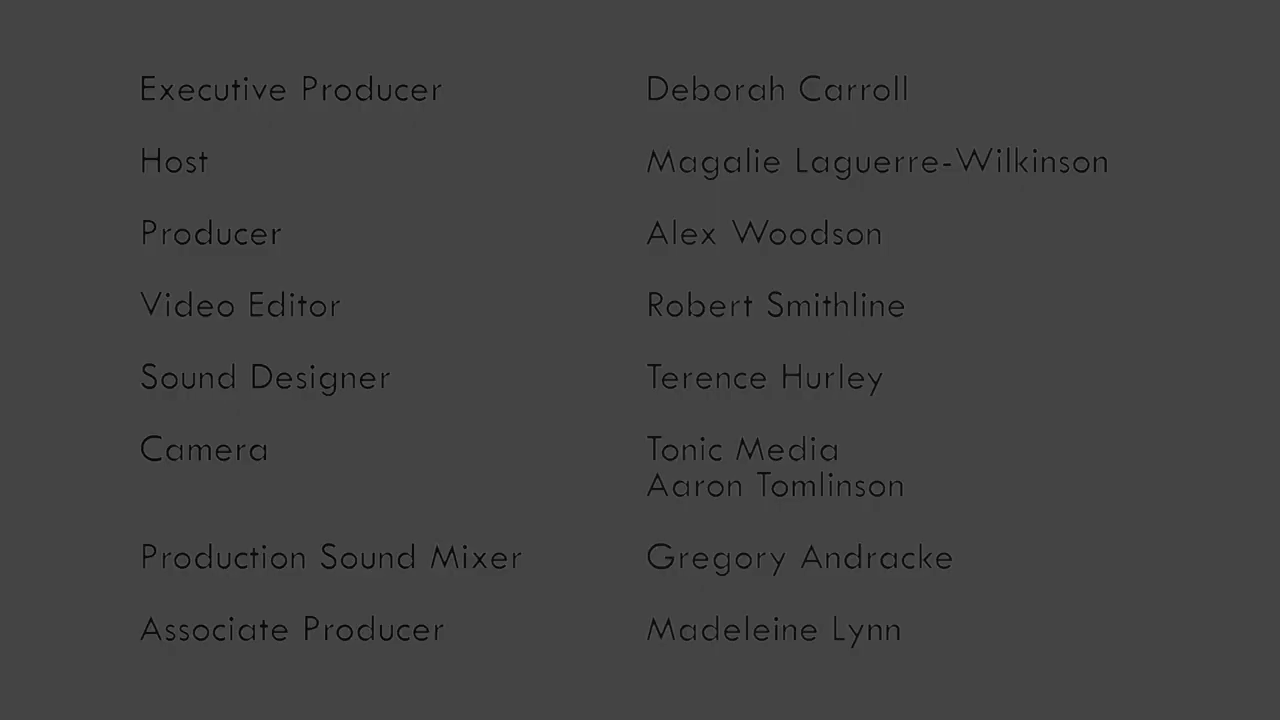 Executive Producer Deborah Carroll
Host Magalie Laguerre-Wilkinson
Producer Alex Woodson
Video Editor Robert Smithline
Sound Designer Terence Hurley
Camera Tonic Media
Aaron Tomlinson
Production Sound Mixer Gregory Andracke
Associate Producer Madeleine Lynn